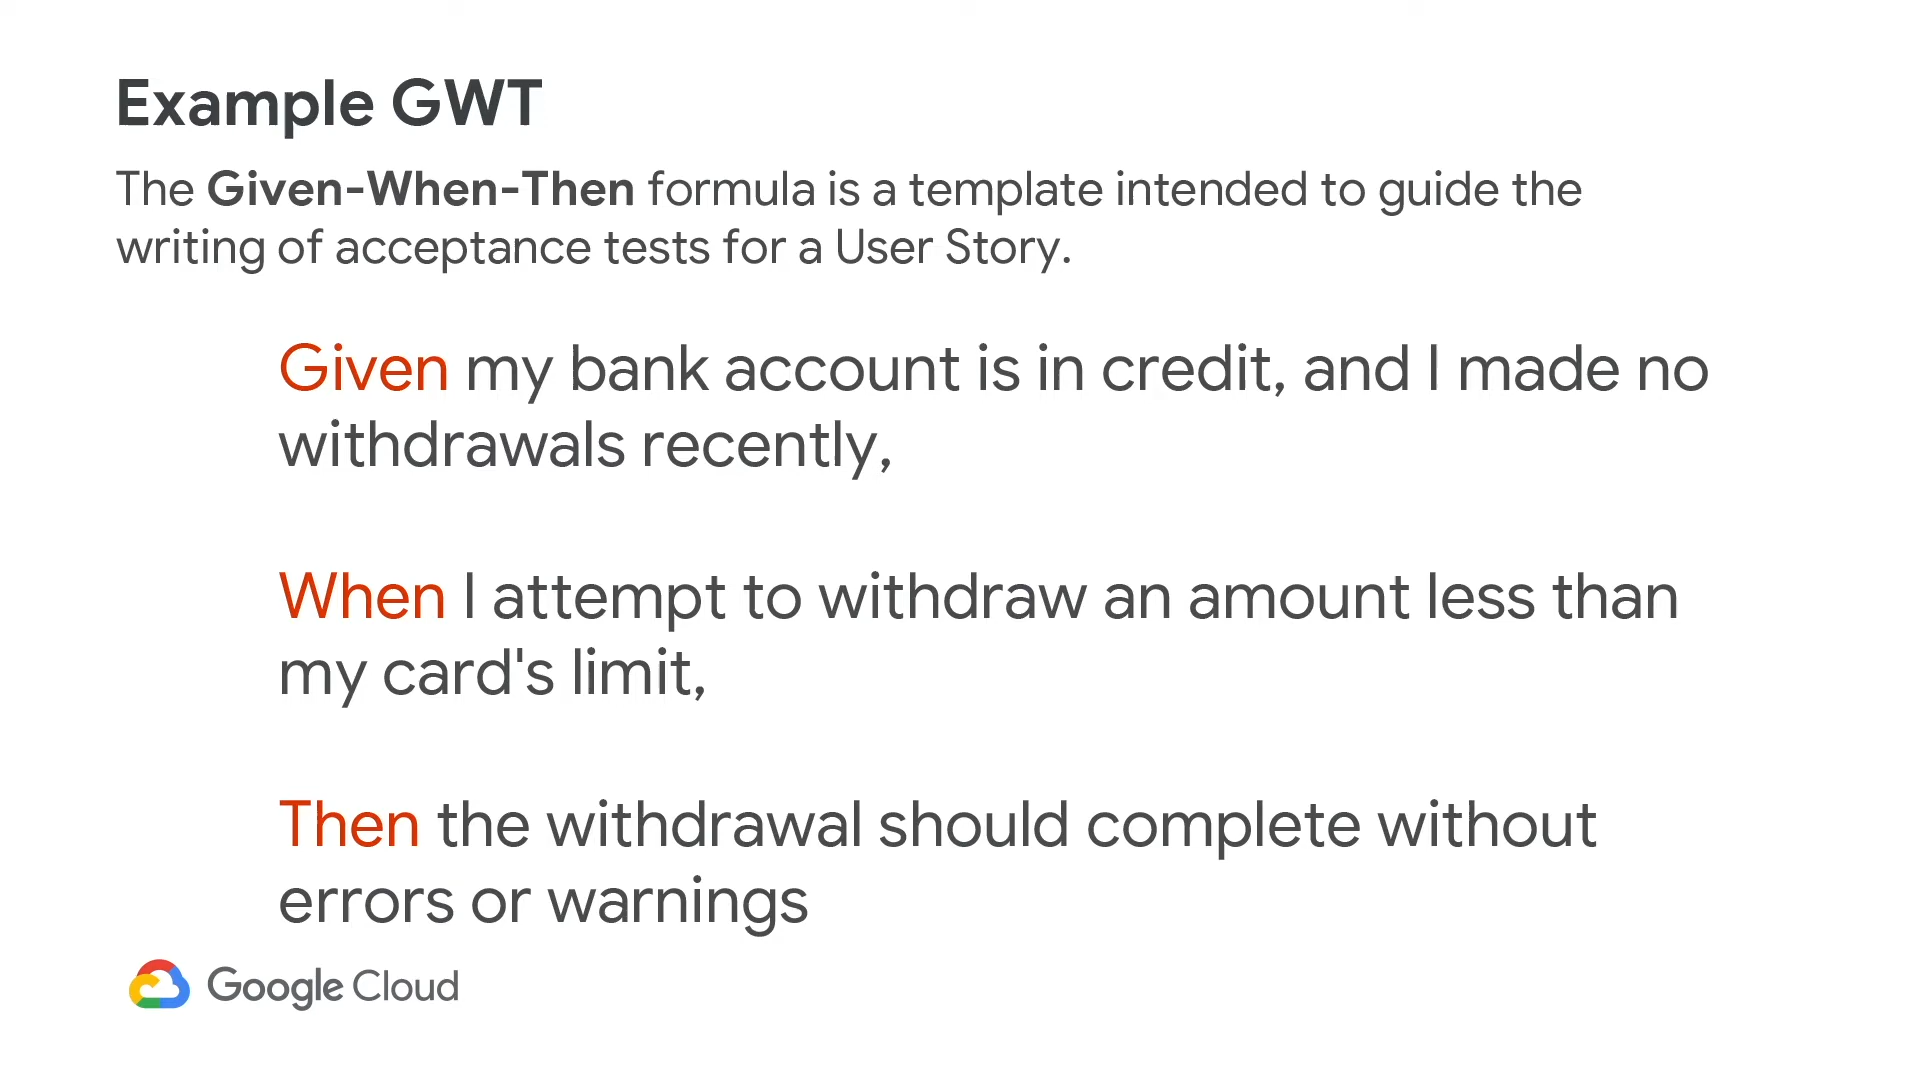 Example GWT
The Given-When-Then formula is a template intended to guide the
writing of acceptance tests for a User Story.
Given my bank account is in credit, and I made no
withdrawals recently,
When I attempt to withdraw an amount less than
my card's limit,
Then the withdrawal should complete without
errors or warnings
Google Cloud